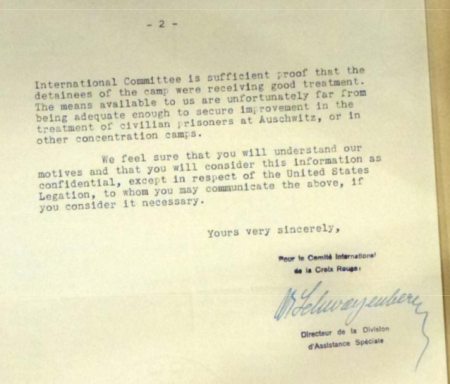 - 2 -
International Committee is sufficient proof that the
detainees of the camp were receiving good treatment.
The means available to us are unfortunately far from
being adequate enough to secure improvement in the
treatment of civilian prisoners at Auschwitz, or in
other concentration camps.
We feel sure that you will understand our
motives and that you will consider this information as
confidential, except in respect of the United States
Legation, to whom you may communicate the above, if
you consider it necessary.
Yours very sincerely,
Pour le Comité International
de la Croix Rouge:
Schwarzenberg
Directeur de la Division
d'Assistance Spéciale